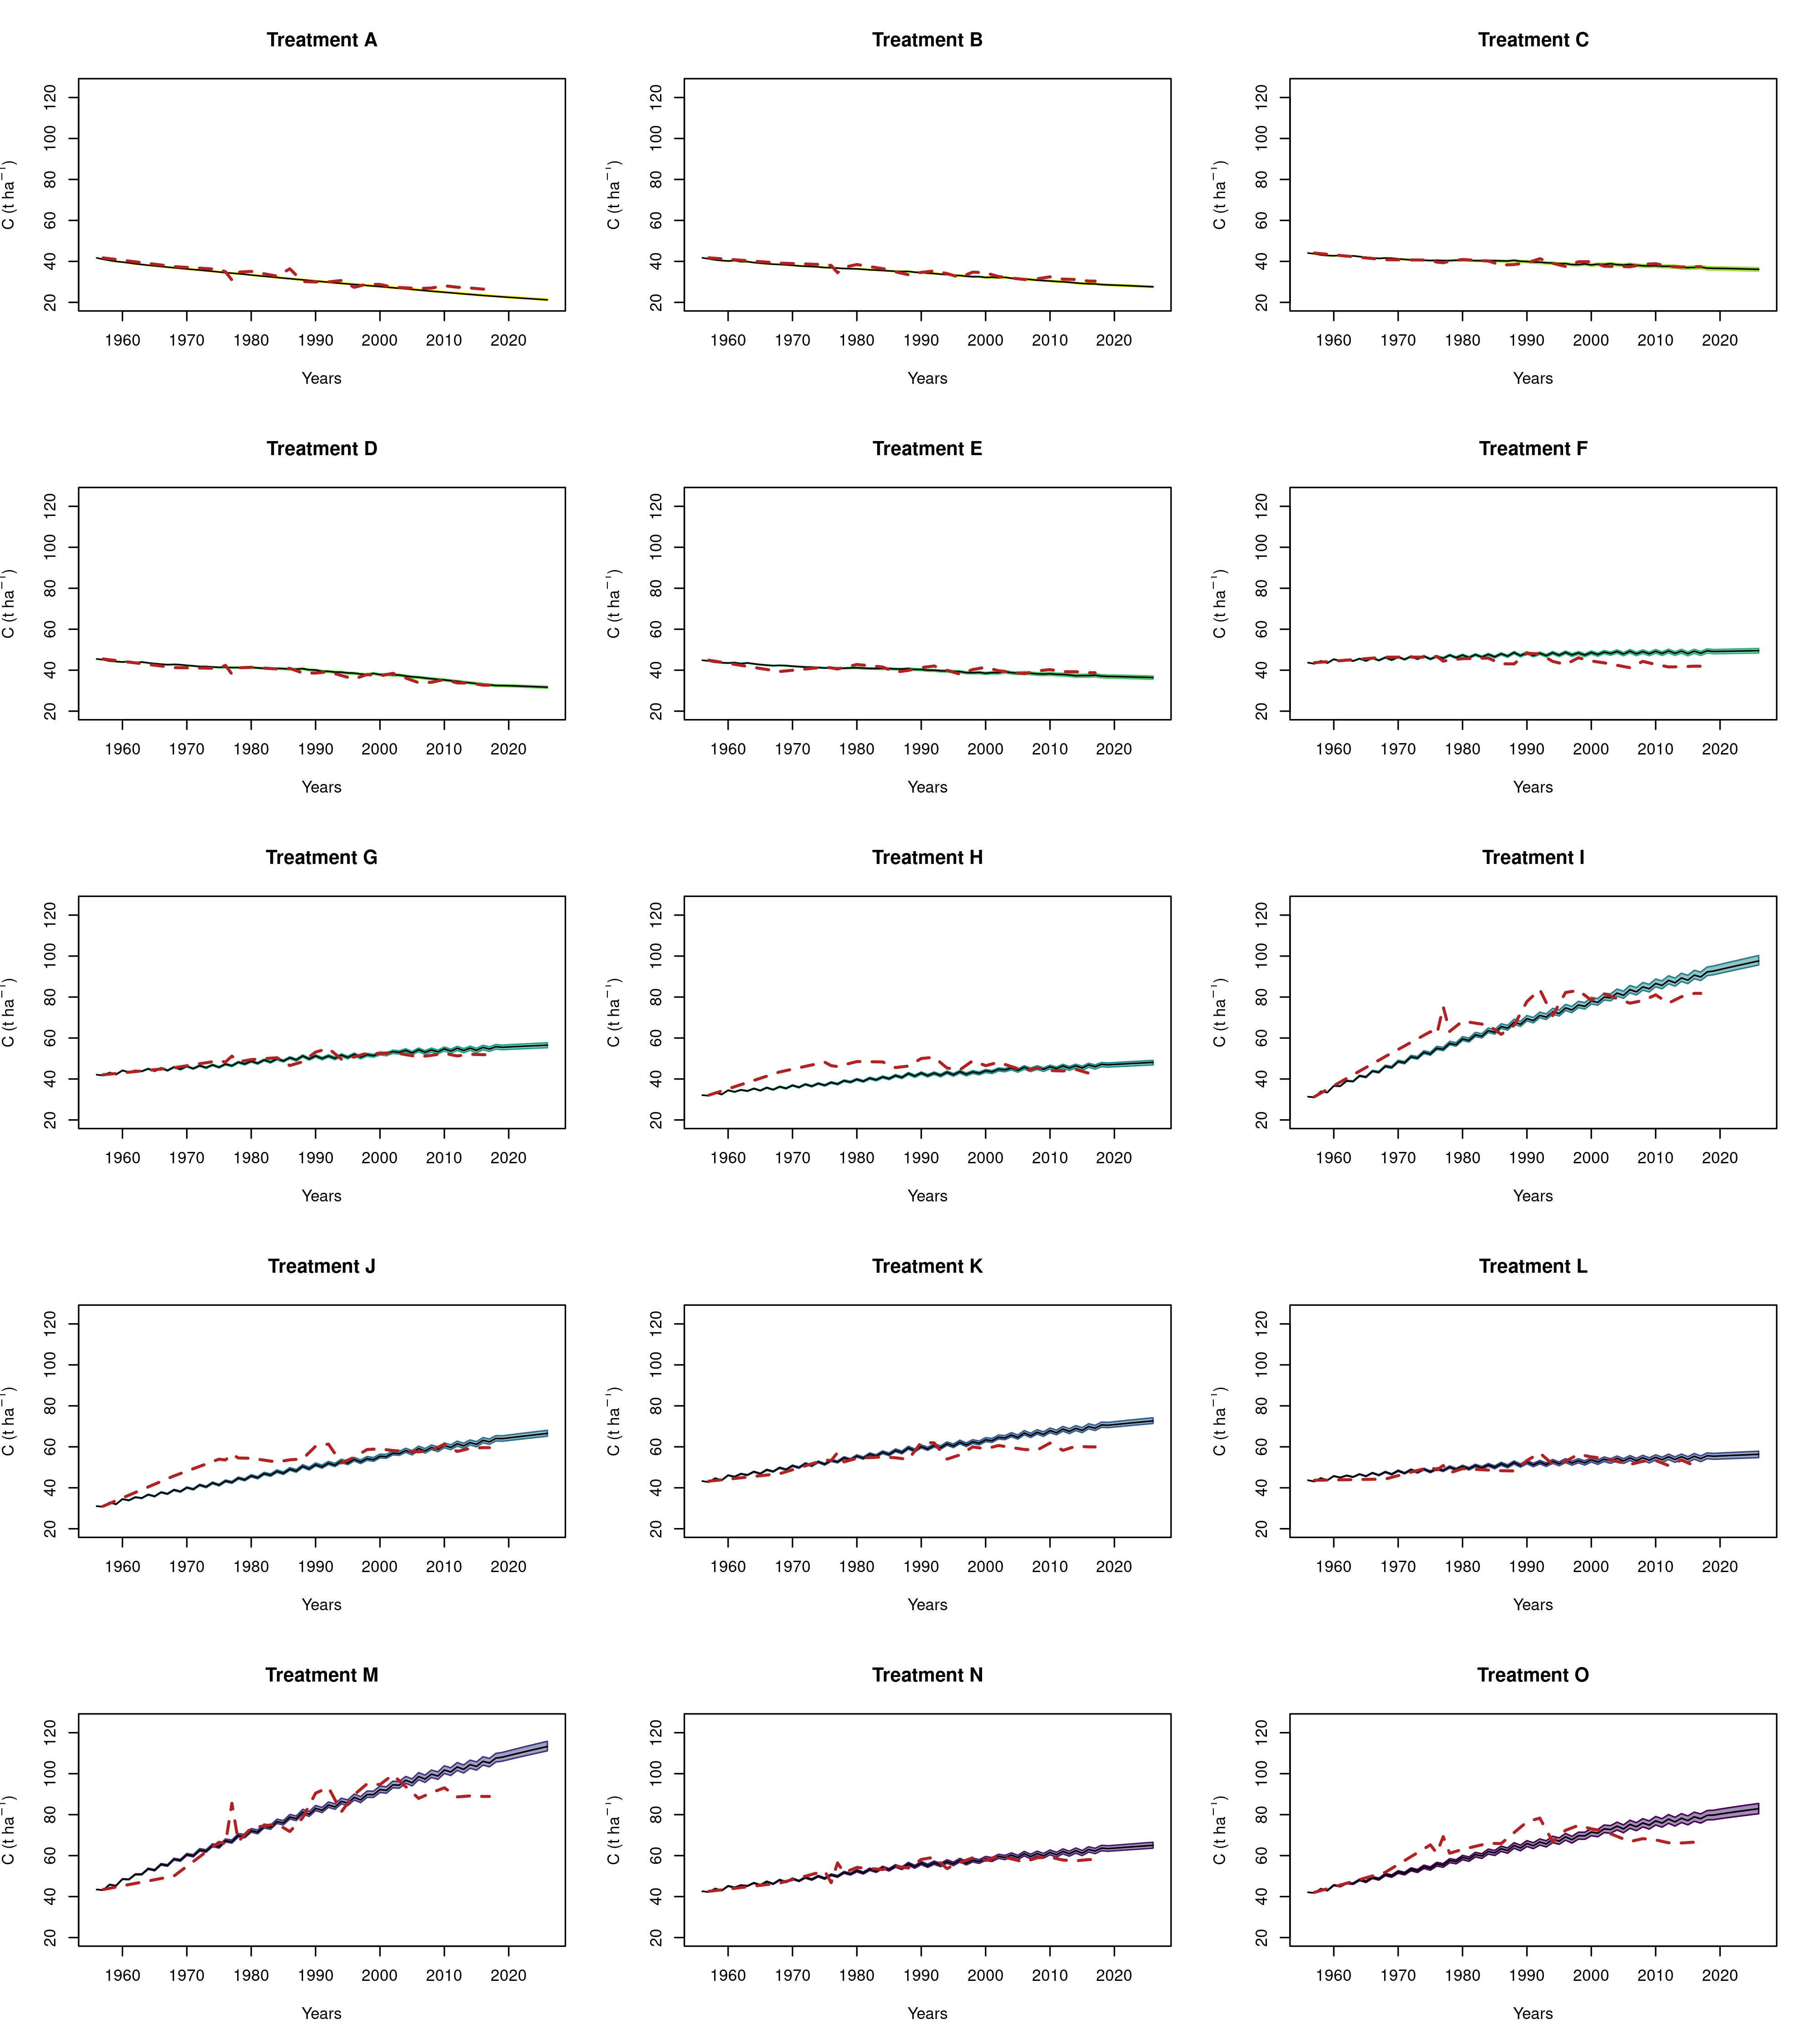 Treatment A
C (t ha⁻¹)
20 40 60 80 100 120
1960 1970 1980 1990 2000 2010 2020
Years
Treatment B
C (t ha⁻¹)
20 40 60 80 100 120
1960 1970 1980 1990 2000 2010 2020
Years
Treatment C
C (t ha⁻¹)
20 40 60 80 100 120
1960 1970 1980 1990 2000 2010 2020
Years
Treatment D
C (t ha⁻¹)
20 40 60 80 100 120
1960 1970 1980 1990 2000 2010 2020
Years
Treatment E
C (t ha⁻¹)
20 40 60 80 100 120
1960 1970 1980 1990 2000 2010 2020
Years
Treatment F
C (t ha⁻¹)
20 40 60 80 100 120
1960 1970 1980 1990 2000 2010 2020
Years
Treatment G
C (t ha⁻¹)
20 40 60 80 100 120
1960 1970 1980 1990 2000 2010 2020
Years
Treatment H
C (t ha⁻¹)
20 40 60 80 100 120
1960 1970 1980 1990 2000 2010 2020
Years
Treatment I
C (t ha⁻¹)
20 40 60 80 100 120
1960 1970 1980 1990 2000 2010 2020
Years
Treatment J
C (t ha⁻¹)
20 40 60 80 100 120
1960 1970 1980 1990 2000 2010 2020
Years
Treatment K
C (t ha⁻¹)
20 40 60 80 100 120
1960 1970 1980 1990 2000 2010 2020
Years
Treatment L
C (t ha⁻¹)
20 40 60 80 100 120
1960 1970 1980 1990 2000 2010 2020
Years
Treatment M
C (t ha⁻¹)
20 40 60 80 100 120
1960 1970 1980 1990 2000 2010 2020
Years
Treatment N
C (t ha⁻¹)
20 40 60 80 100 120
1960 1970 1980 1990 2000 2010 2020
Years
Treatment O
C (t ha⁻¹)
20 40 60 80 100 120
1960 1970 1980 1990 2000 2010 2020
Years